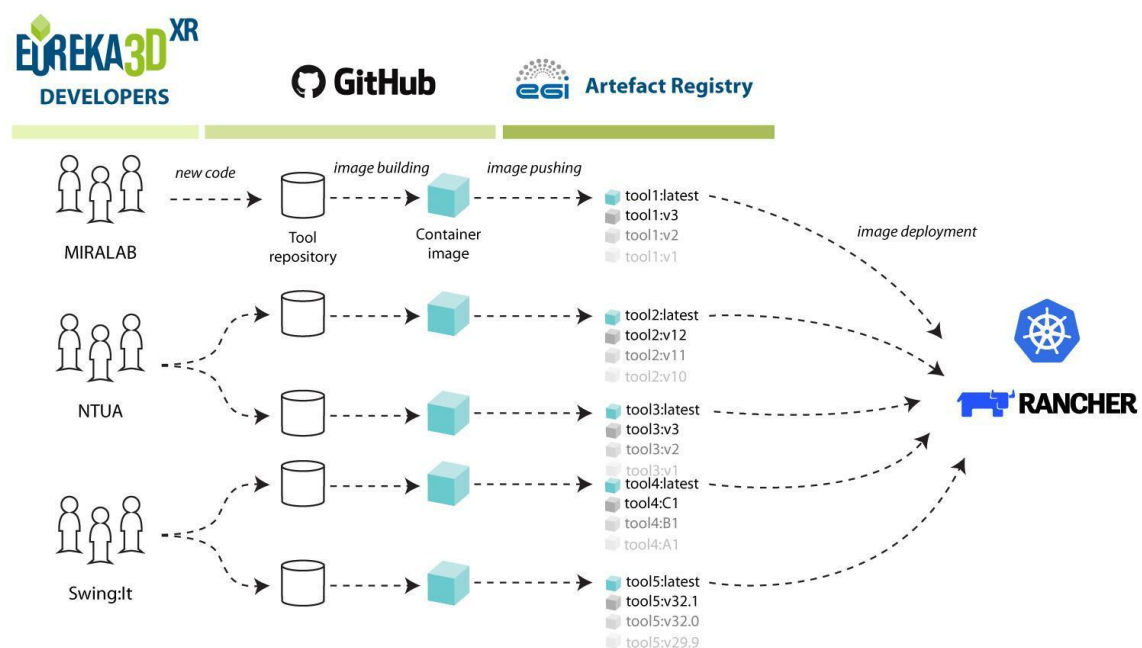 EUREKA3D XR
DEVELOPERS
GitHub
egi Artefact Registry
new code
image building
image pushing
MIRALAB
Tool
repository
Container
image
tool1:latest
tool1:v3
tool1:v2
tool1:v1
image deployment
NTUA
tool2:latest
tool2:v12
tool2:v11
tool2:v10
tool3:latest
tool3:v3
tool3:v2
tool3:v1
RANCHER
Swing:It
tool4:latest
tool4:C1
tool4:B1
tool4:A1
tool5:latest
tool5:v32.1
tool5:v32.0
tool5:v29.9